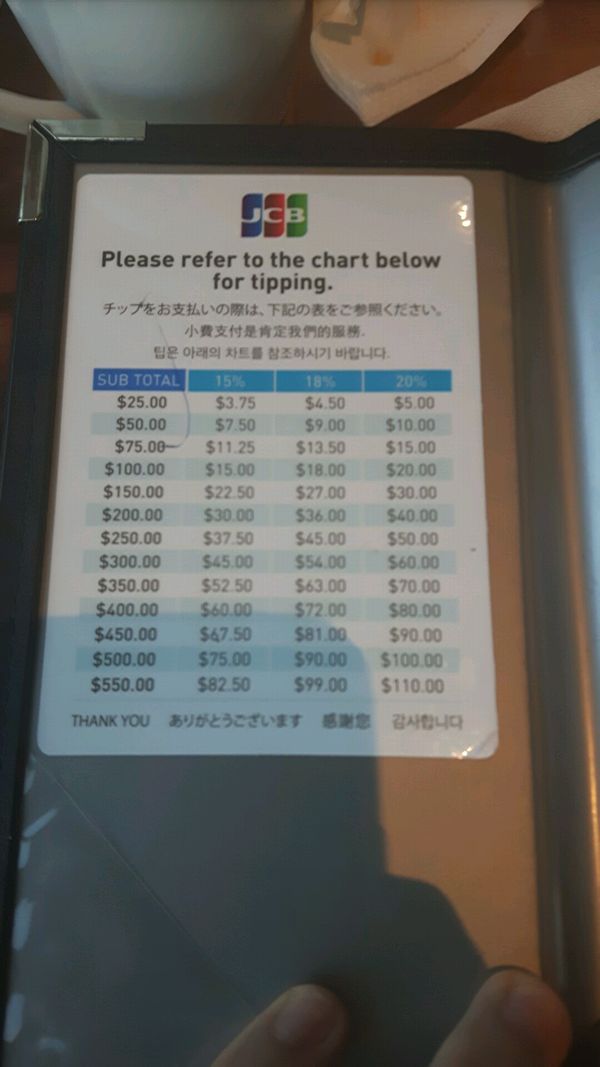 JCB
Please refer to the chart below
for tipping.
チップをお支払いの際は、下記の表をご参照ください。
小費支付是肯定我們的服務.
팁은 아래의 차트를 참조하시기 바랍니다.
SUB TOTAL 15% 18% 20%
$25.00 $3.75 $4.50 $5.00
$50.00 $7.50 $9.00 $10.00
$75.00 $11.25 $13.50 $15.00
$100.00 $15.00 $18.00 $20.00
$150.00 $22.50 $27.00 $30.00
$200.00 $30.00 $36.00 $40.00
$250.00 $37.50 $45.00 $50.00
$300.00 $45.00 $54.00 $60.00
$350.00 $52.50 $63.00 $70.00
$400.00 $60.00 $72.00 $80.00
$450.00 $67.50 $81.00 $90.00
$500.00 $75.00 $90.00 $100.00
$550.00 $82.50 $99.00 $110.00
THANK YOU ありがとうございます 感謝您 감사합니다